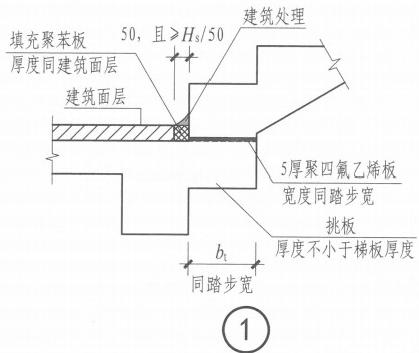 建筑处理
填充聚苯板
50，且≥Hs/50
厚度同建筑面层
建筑面层
5厚聚四氟乙烯板
宽度同踏步宽
挑板
厚度不小于梯板厚度
bt
同踏步宽
1